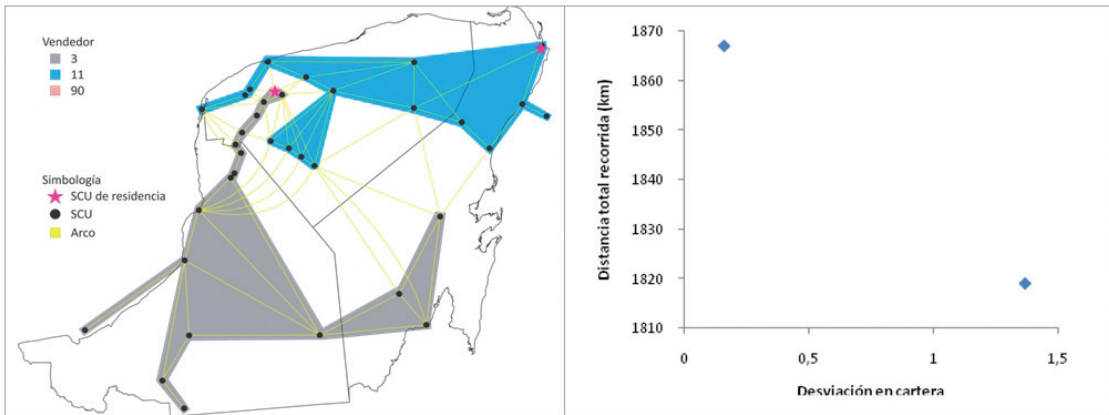 Vendedor
3
11
90
Simbología
SCU de residencia
SCU
Arco
Distancia total recorrida (km)
1870
1860
1850
1840
1830
1820
1810
0
0,5
1
1,5
Desviación en cartera